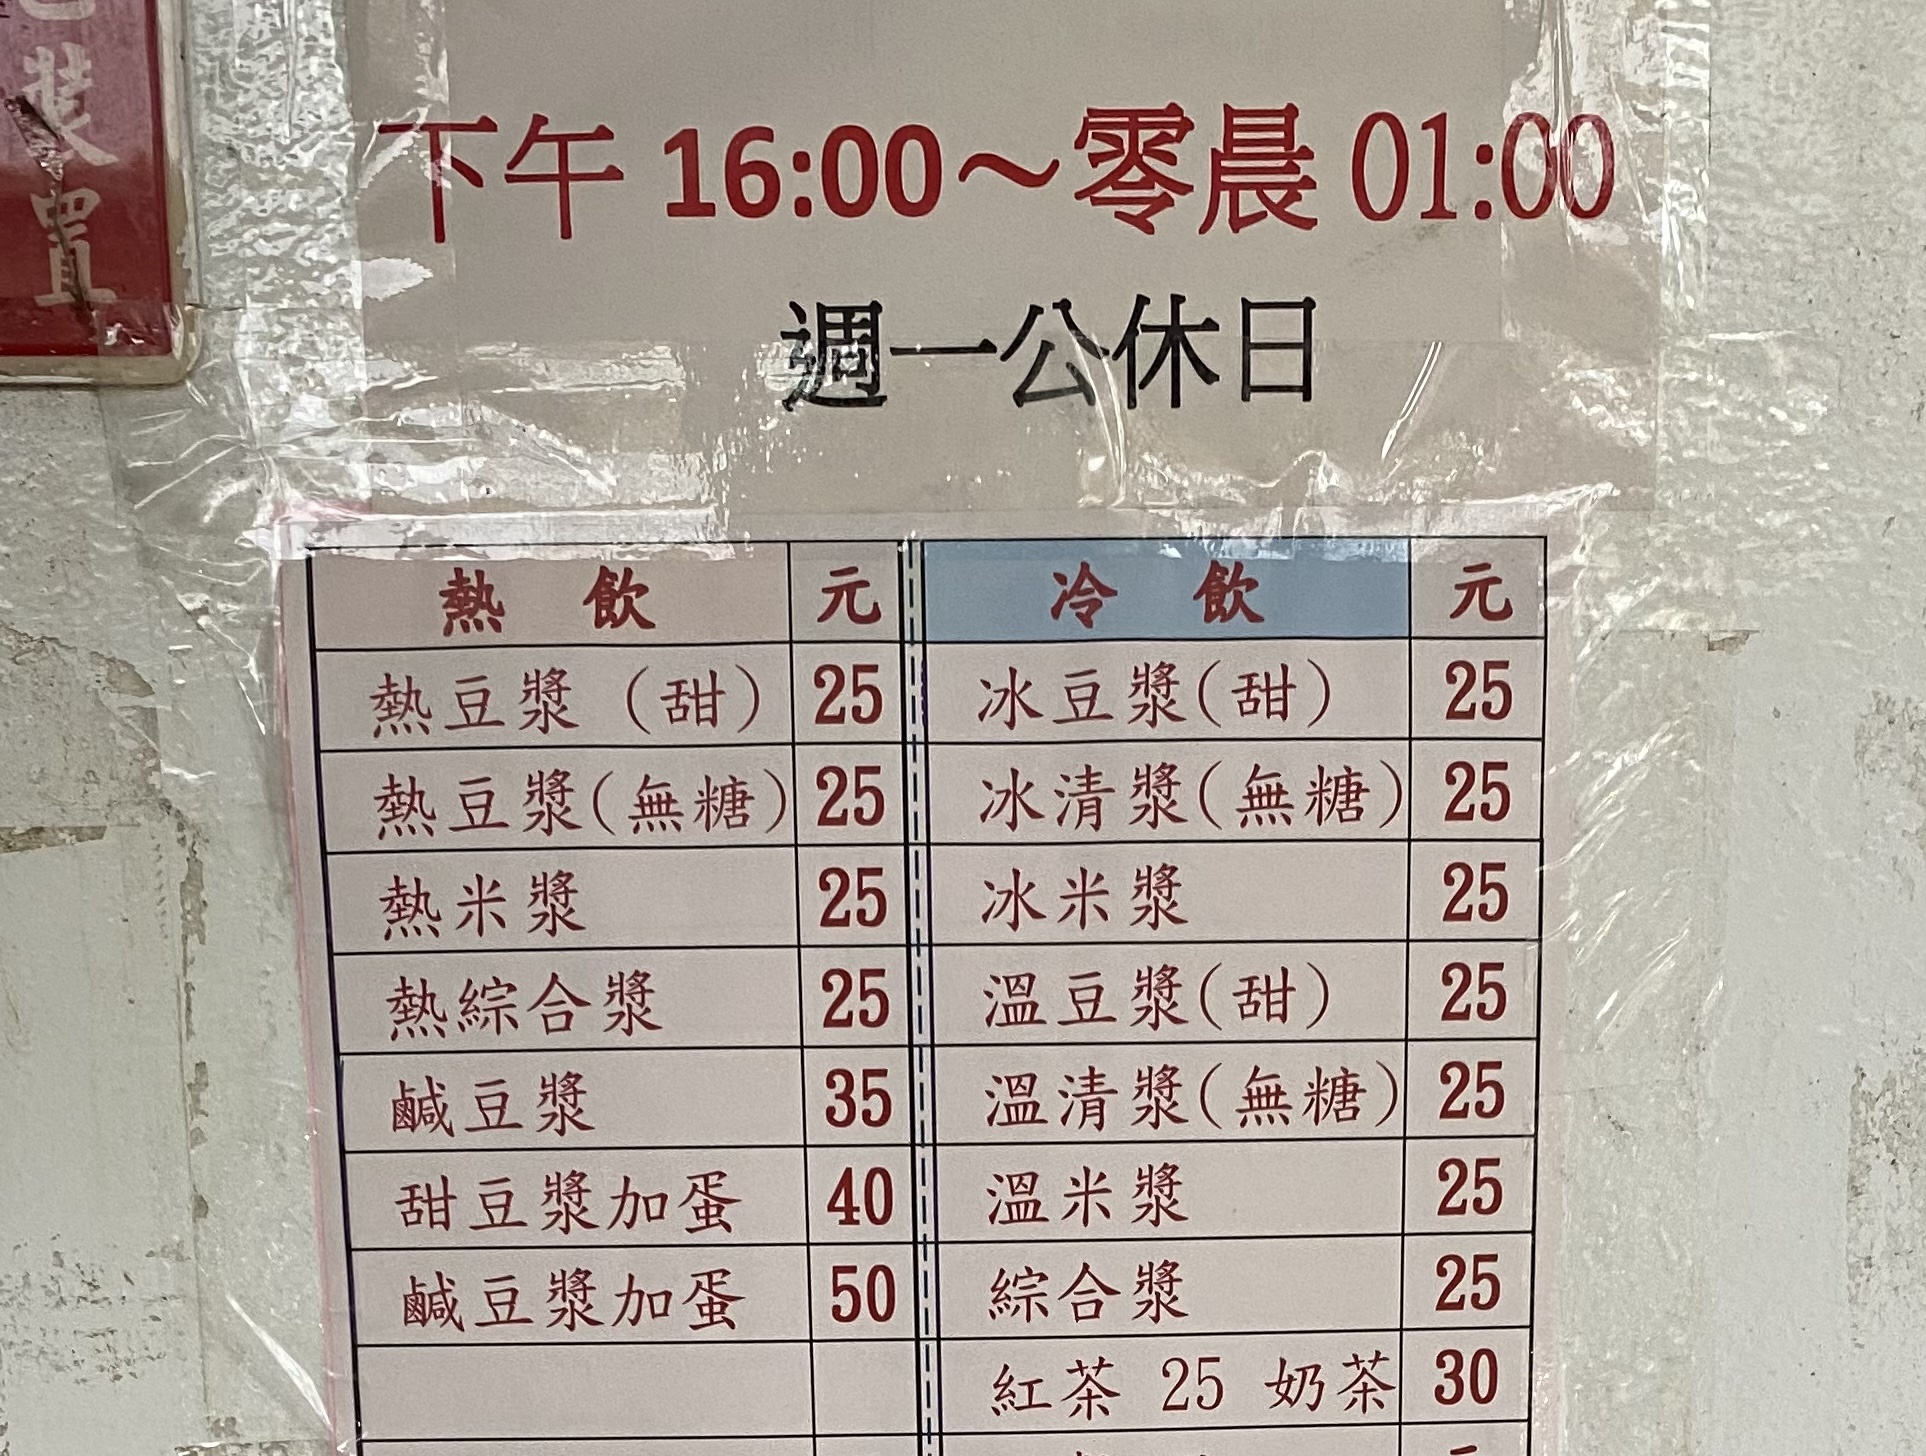 裝置
下午 16:00～零晨 01:00
週一公休日
熱 飲 元 冷 飲 元
熱豆漿 (甜) 25 冰豆漿(甜) 25
熱豆漿(無糖) 25 冰清漿(無糖) 25
熱米漿 25 冰米漿 25
熱綜合漿 25 溫豆漿(甜) 25
鹹豆漿 35 溫清漿(無糖) 25
甜豆漿加蛋 40 溫米漿 25
鹹豆漿加蛋 50 綜合漿 25
紅茶 25 奶茶 30